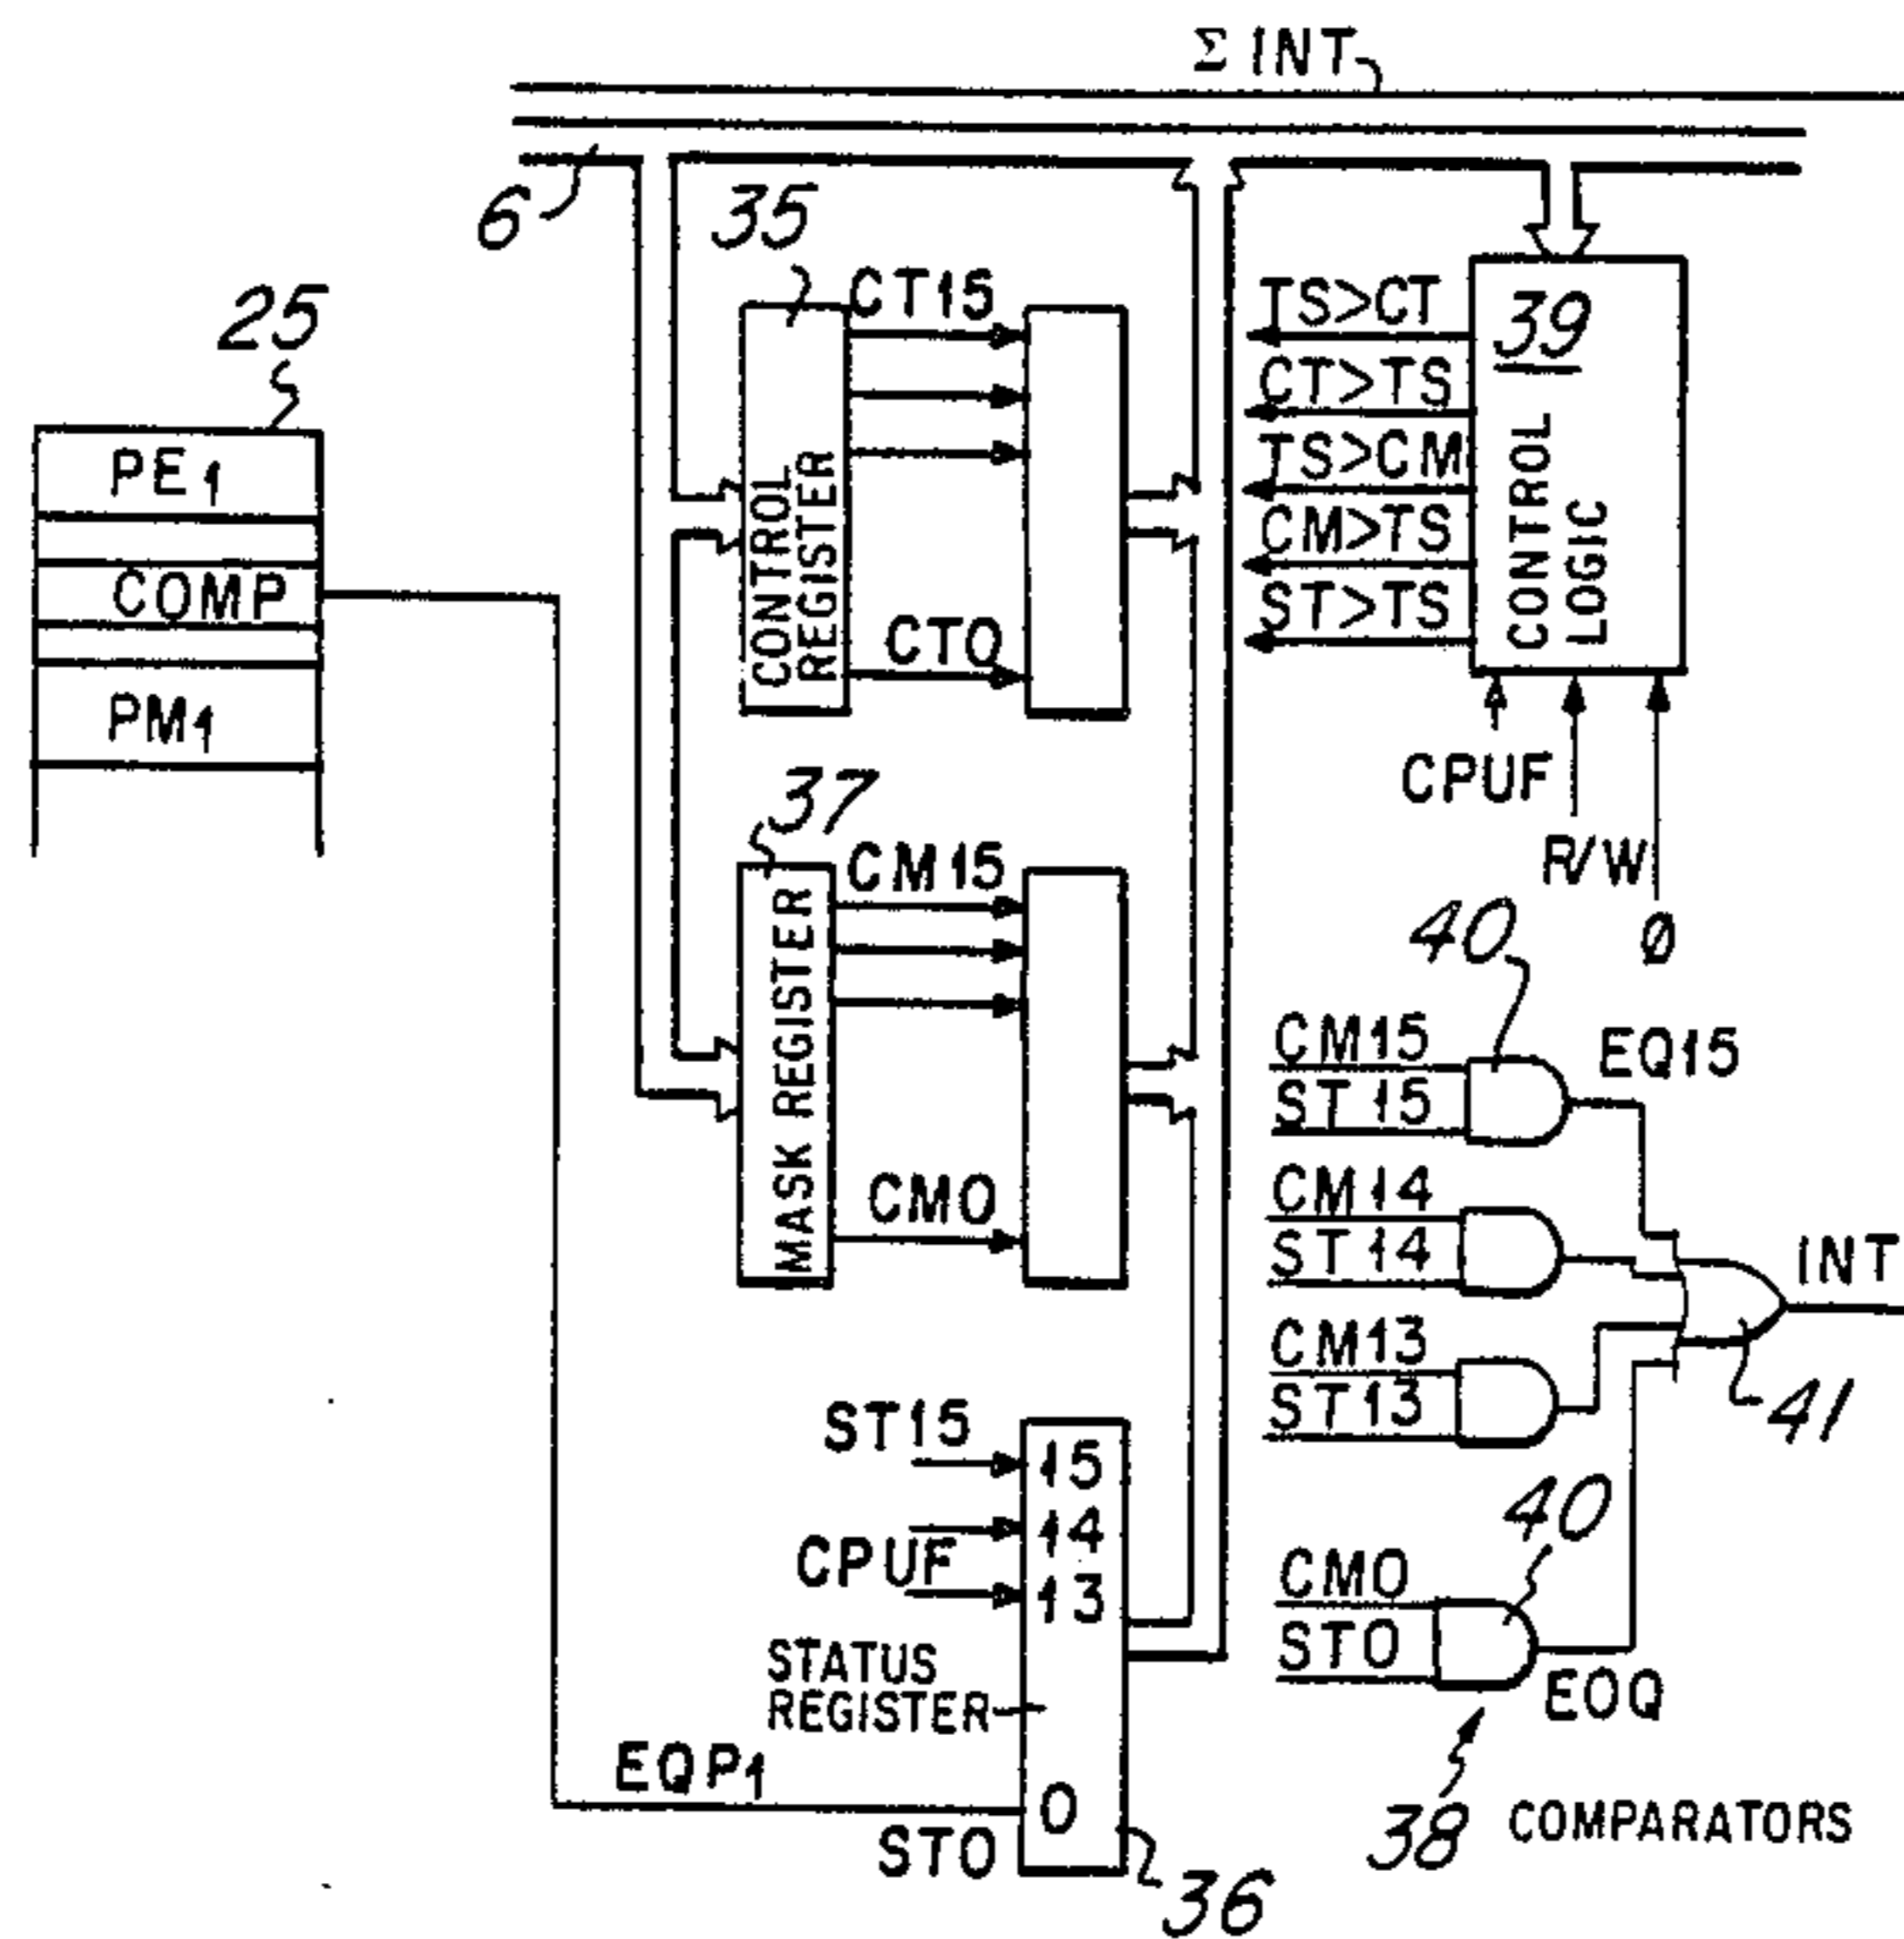 Σ INT
6
35
25
CT15
TS>CT
39
CT>TS
PE1
TS>CM
CONTROL REGISTER
CM>TS
CONTROL LOGIC
COMP
ST>TS
CT0
PM1
CPUF
37
R/W
CM15
Ø
40
MASK REGISTER
CM15
EQ15
ST15
CM14
CM0
ST14
INT
CM13
ST13
41
ST15
15
14
40
CPUF
13
CM0
STATUS
ST0
REGISTER
EOQ
EQP1
0
38 COMPARATORS
ST0
36